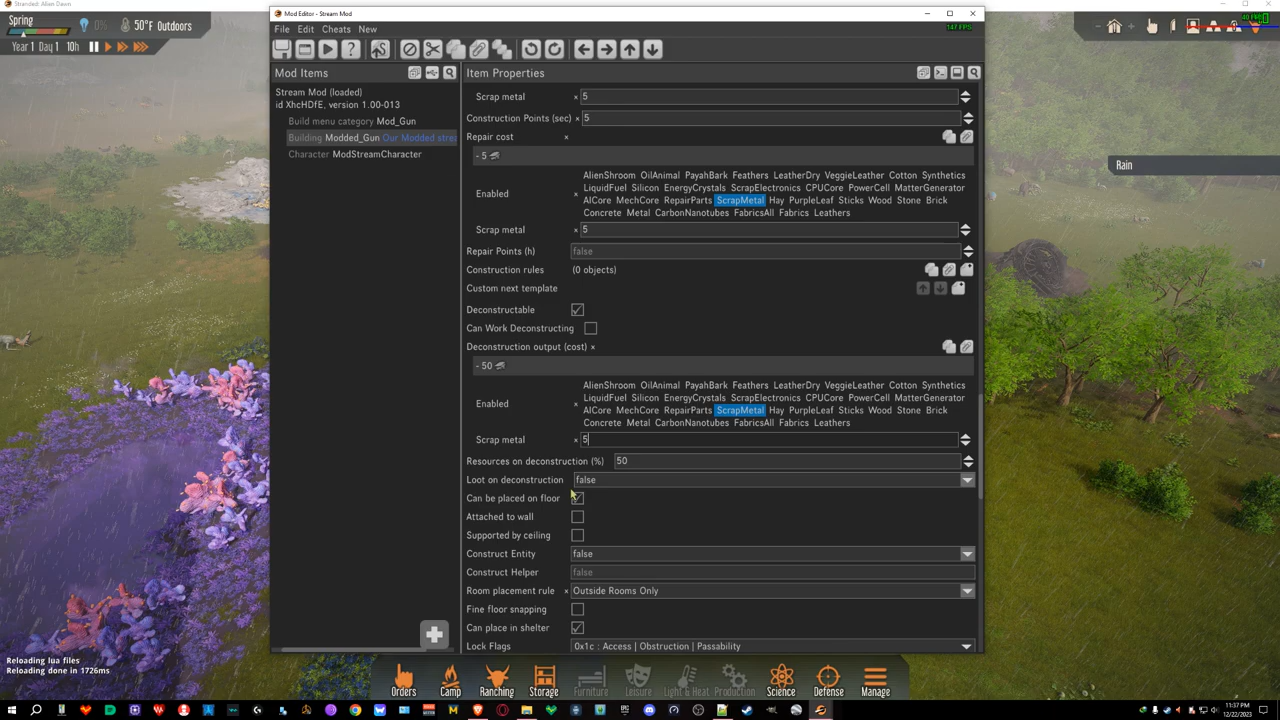 Stranded: Alien Dawn
Spring
0%
50°F Outdoors
Year 1 Day 1 10h
Mod Editor - Stream Mod
147 FPS
File Edit Cheats New
Mod Items
Stream Mod (loaded)
id XhcHDfE, version 1.00-013
Build menu category Mod_Gun
Building Modded_Gun Our Modded strea
Character ModStreamCharacter
Item Properties
Scrap metal × 5
Construction Points (sec) × 5
Repair cost ×
- 5
AlienShroom OilAnimal PayahBark Feathers LeatherDry VeggieLeather Cotton Synthetics
LiquidFuel Silicon EnergyCrystals ScrapElectronics CPUCore PowerCell MatterGenerator
Enabled ×
AICore MechCore RepairParts ScrapMetal Hay PurpleLeaf Sticks Wood Stone Brick
Concrete Metal CarbonNanotubes FabricsAll Fabrics Leathers
Scrap metal × 5
Repair Points (h) false
Construction rules (0 objects)
Custom next template
Deconstructable
Can Work Deconstructing
Deconstruction output (cost) ×
- 50
AlienShroom OilAnimal PayahBark Feathers LeatherDry VeggieLeather Cotton Synthetics
LiquidFuel Silicon EnergyCrystals ScrapElectronics CPUCore PowerCell MatterGenerator
Enabled ×
AICore MechCore RepairParts ScrapMetal Hay PurpleLeaf Sticks Wood Stone Brick
Concrete Metal CarbonNanotubes FabricsAll Fabrics Leathers
Scrap metal × 5
Resources on deconstruction (%) 50
Loot on deconstruction false
Can be placed on floor
Attached to wall
Supported by ceiling
Construct Entity false
Construct Helper false
Room placement rule × Outside Rooms Only
Fine floor snapping
Can place in shelter
Lock Flags 0x1c : Access | Obstruction | Passability
Rain
Reloading lua files
Reloading done in 1726ms
Orders Camp Ranching Storage Furniture Leisure Light & Heat Production Science Defense Manage
11:37 PM
12/22/2023